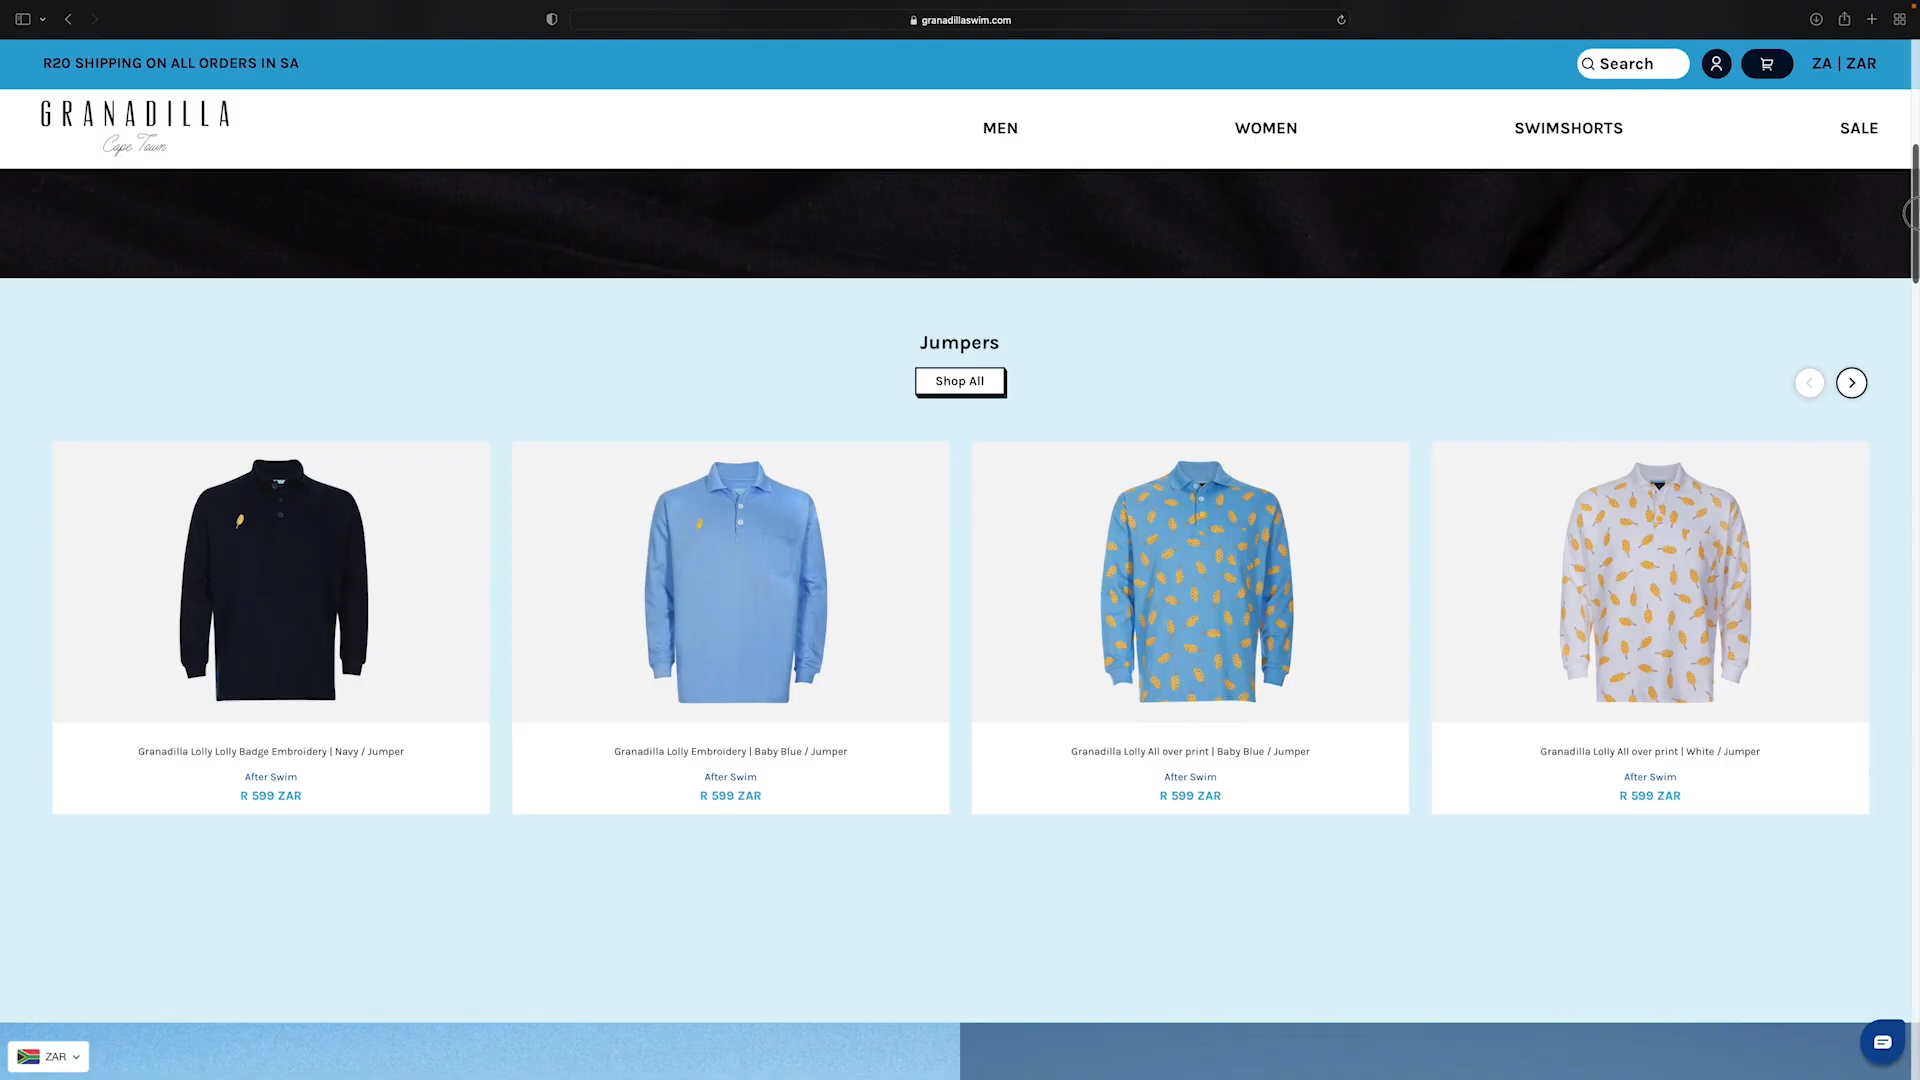 granadillaswim.com
R20 SHIPPING ON ALL ORDERS IN SA
Search
ZA | ZAR
GRANADILLA
Cape Town
MEN
WOMEN
SWIMSHORTS
SALE
Jumpers
Shop All
Granadilla Lolly Lolly Badge Embroidery | Navy / Jumper
After Swim
R 599 ZAR
Granadilla Lolly Embroidery | Baby Blue / Jumper
After Swim
R 599 ZAR
Granadilla Lolly All over print | Baby Blue / Jumper
After Swim
R 599 ZAR
Granadilla Lolly All over print | White / Jumper
After Swim
R 599 ZAR
ZAR